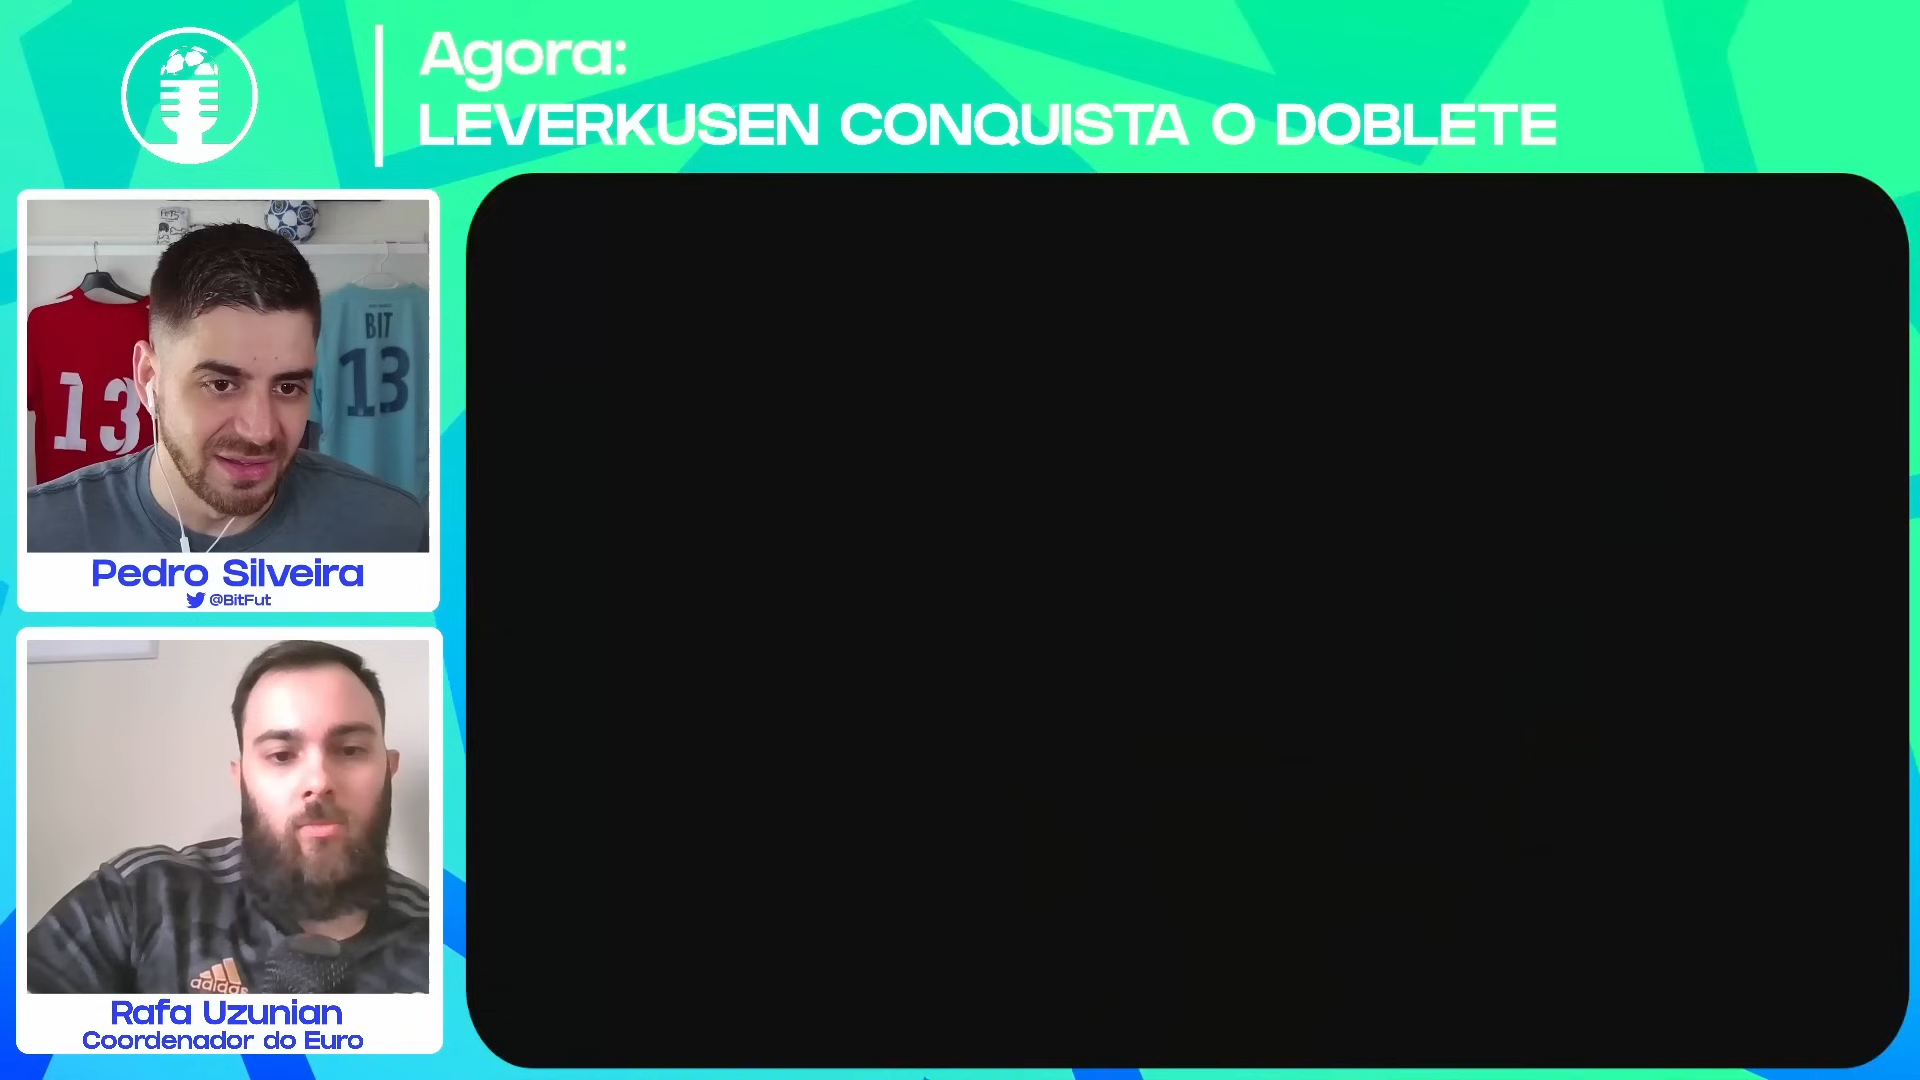 Agora:
LEVERKUSEN CONQUISTA O DOBLETE
BIT
13
13
Pedro Silveira
@BitFut
adidas
Rafa Uzunian
Coordenador do Euro